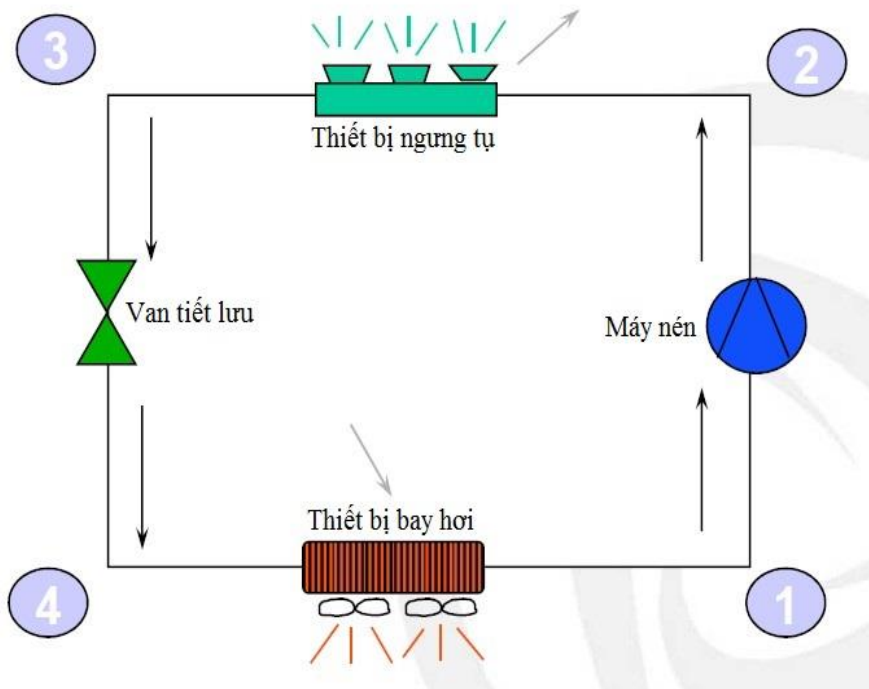 3
2
Thiết bị ngưng tụ
Van tiết lưu
Máy nén
Thiết bị bay hơi
4
1